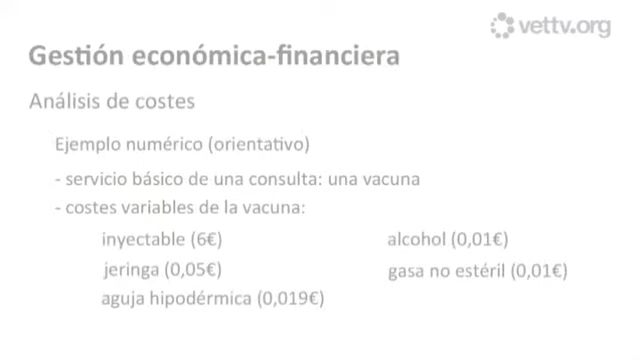 vettv.org
Gestión económica-financiera
Análisis de costes
Ejemplo numérico (orientativo)
- servicio básico de una consulta: una vacuna
- costes variables de la vacuna:
inyectable (6€)
alcohol (0,01€)
jeringa (0,05€)
gasa no estéril (0,01€)
aguja hipodérmica (0,019€)